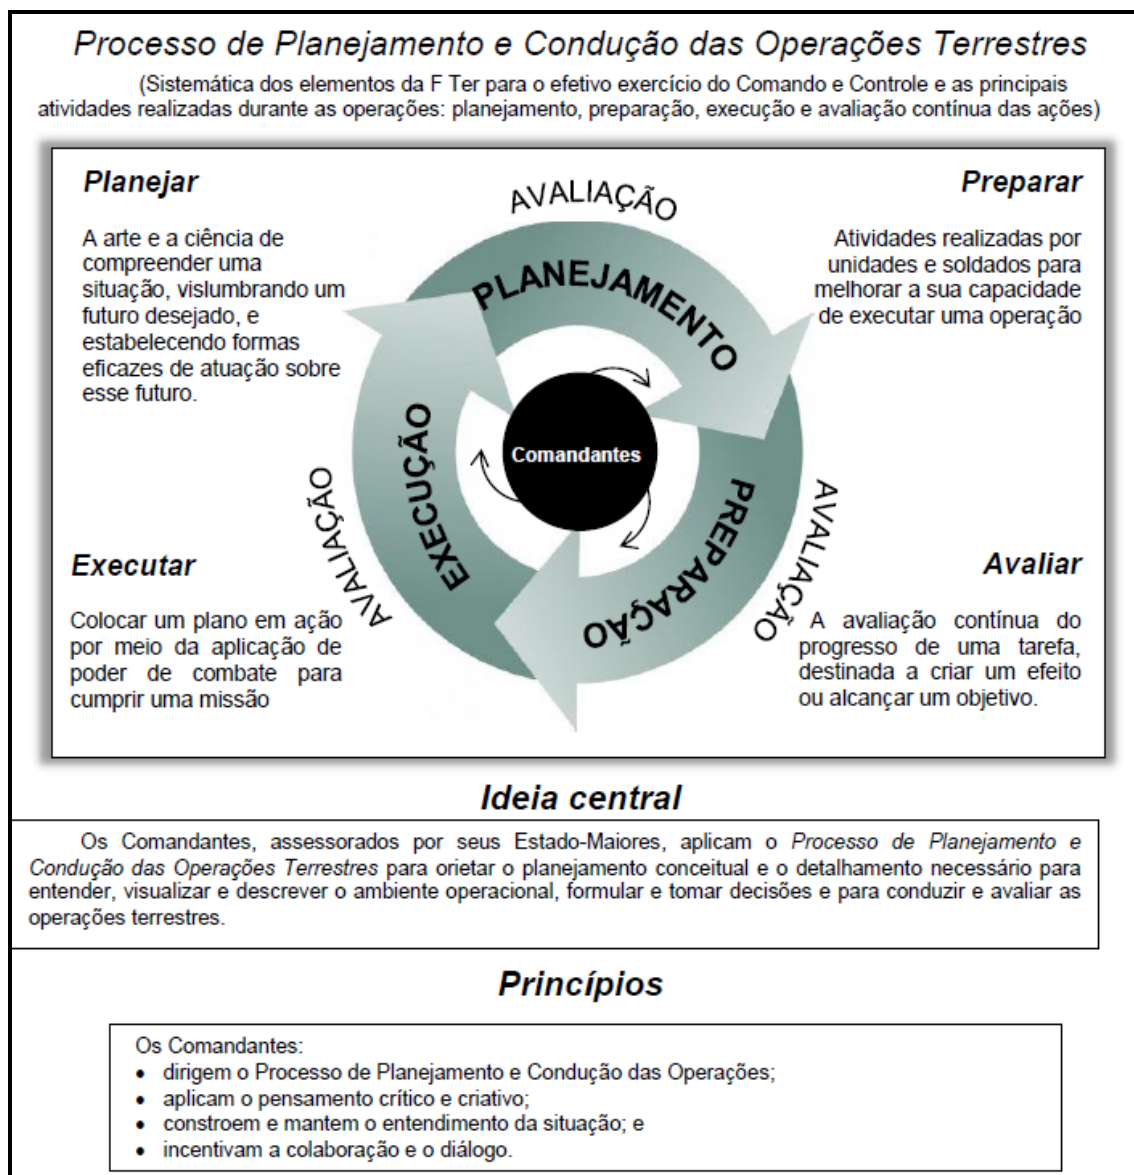 Processo de Planejamento e Condução das Operações Terrestres
(Sistemática dos elementos da F Ter para o efetivo exercício do Comando e Controle e as principais
atividades realizadas durante as operações: planejamento, preparação, execução e avaliação contínua das ações)
Planejar
A arte e a ciência de
compreender uma
situação, vislumbrando um
futuro desejado, e
estabelecendo formas
eficazes de atuação sobre
esse futuro.
AVALIAÇÃO
PLANEJAMENTO
Preparar
Atividades realizadas por
unidades e soldados para
melhorar a sua capacidade
de executar uma operação
Comandantes
EXECUÇÃO
PREPARAÇÃO
AVALIAÇÃO
AVALIAÇÃO
Executar
Colocar um plano em ação
por meio da aplicação de
poder de combate para
cumprir uma missão
Avaliar
A avaliação contínua do
progresso de uma tarefa,
destinada a criar um efeito
ou alcançar um objetivo.
Ideia central
Os Comandantes, assessorados por seus Estado-Maiores, aplicam o Processo de Planejamento e
Condução das Operações Terrestres para orietar o planejamento conceitual e o detalhamento necessário para
entender, visualizar e descrever o ambiente operacional, formular e tomar decisões e para conduzir e avaliar as
operações terrestres.
Princípios
Os Comandantes:
• dirigem o Processo de Planejamento e Condução das Operações;
• aplicam o pensamento crítico e criativo;
• constroem e mantem o entendimento da situação; e
• incentivam a colaboração e o diálogo.